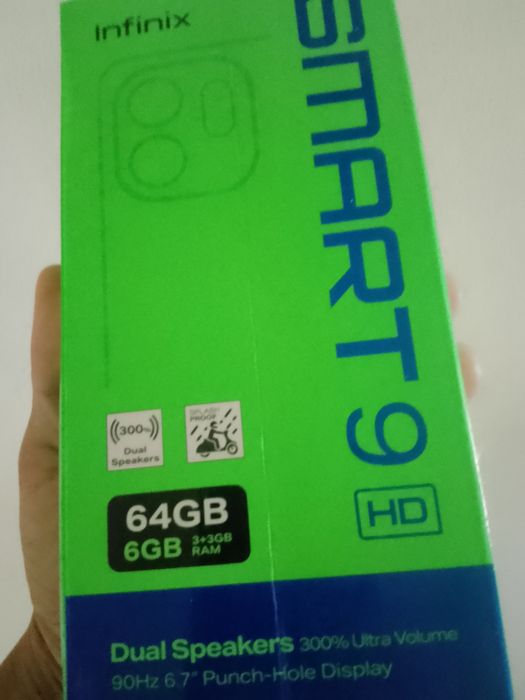 Infinix
SMART 9
HD
300%
Dual
Speakers
SPLASH
PROOF
64GB
6GB 3+3GB
RAM
Dual Speakers 300% Ultra Volume
90Hz 6.7" Punch-Hole Display